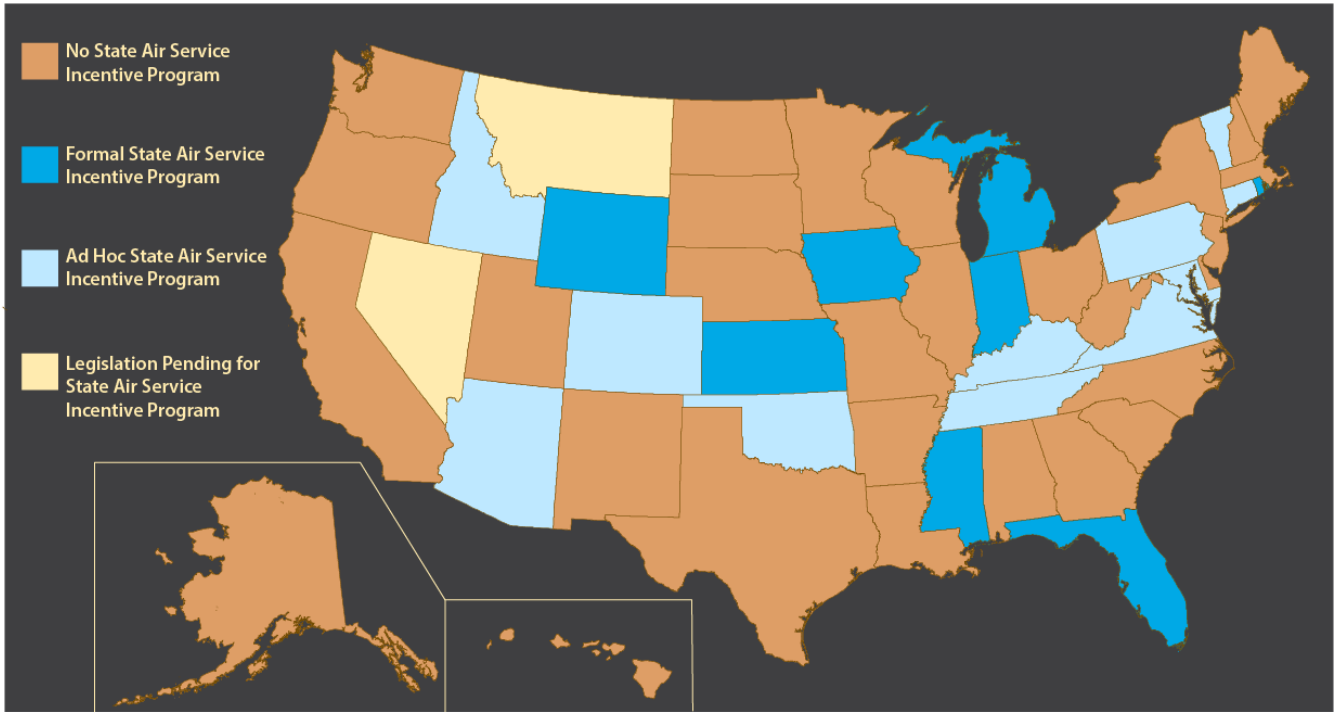 No State Air Service
Incentive Program
Formal State Air Service
Incentive Program
Ad Hoc State Air Service
Incentive Program
Legislation Pending for
State Air Service
Incentive Program